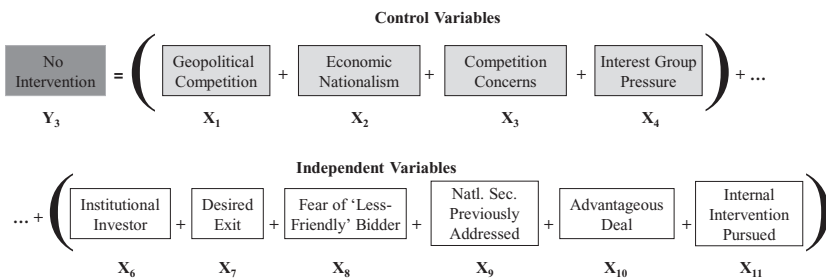 Control Variables
No Intervention = ( Geopolitical Competition + Economic Nationalism + Competition Concerns + Interest Group Pressure ) + ...
Y3 X1 X2 X3 X4
Independent Variables
... + ( Institutional Investor + Desired Exit + Fear of ‘Less-Friendly’ Bidder + Natl. Sec. Previously Addressed + Advantageous Deal + Internal Intervention Pursued )
X6 X7 X8 X9 X10 X11